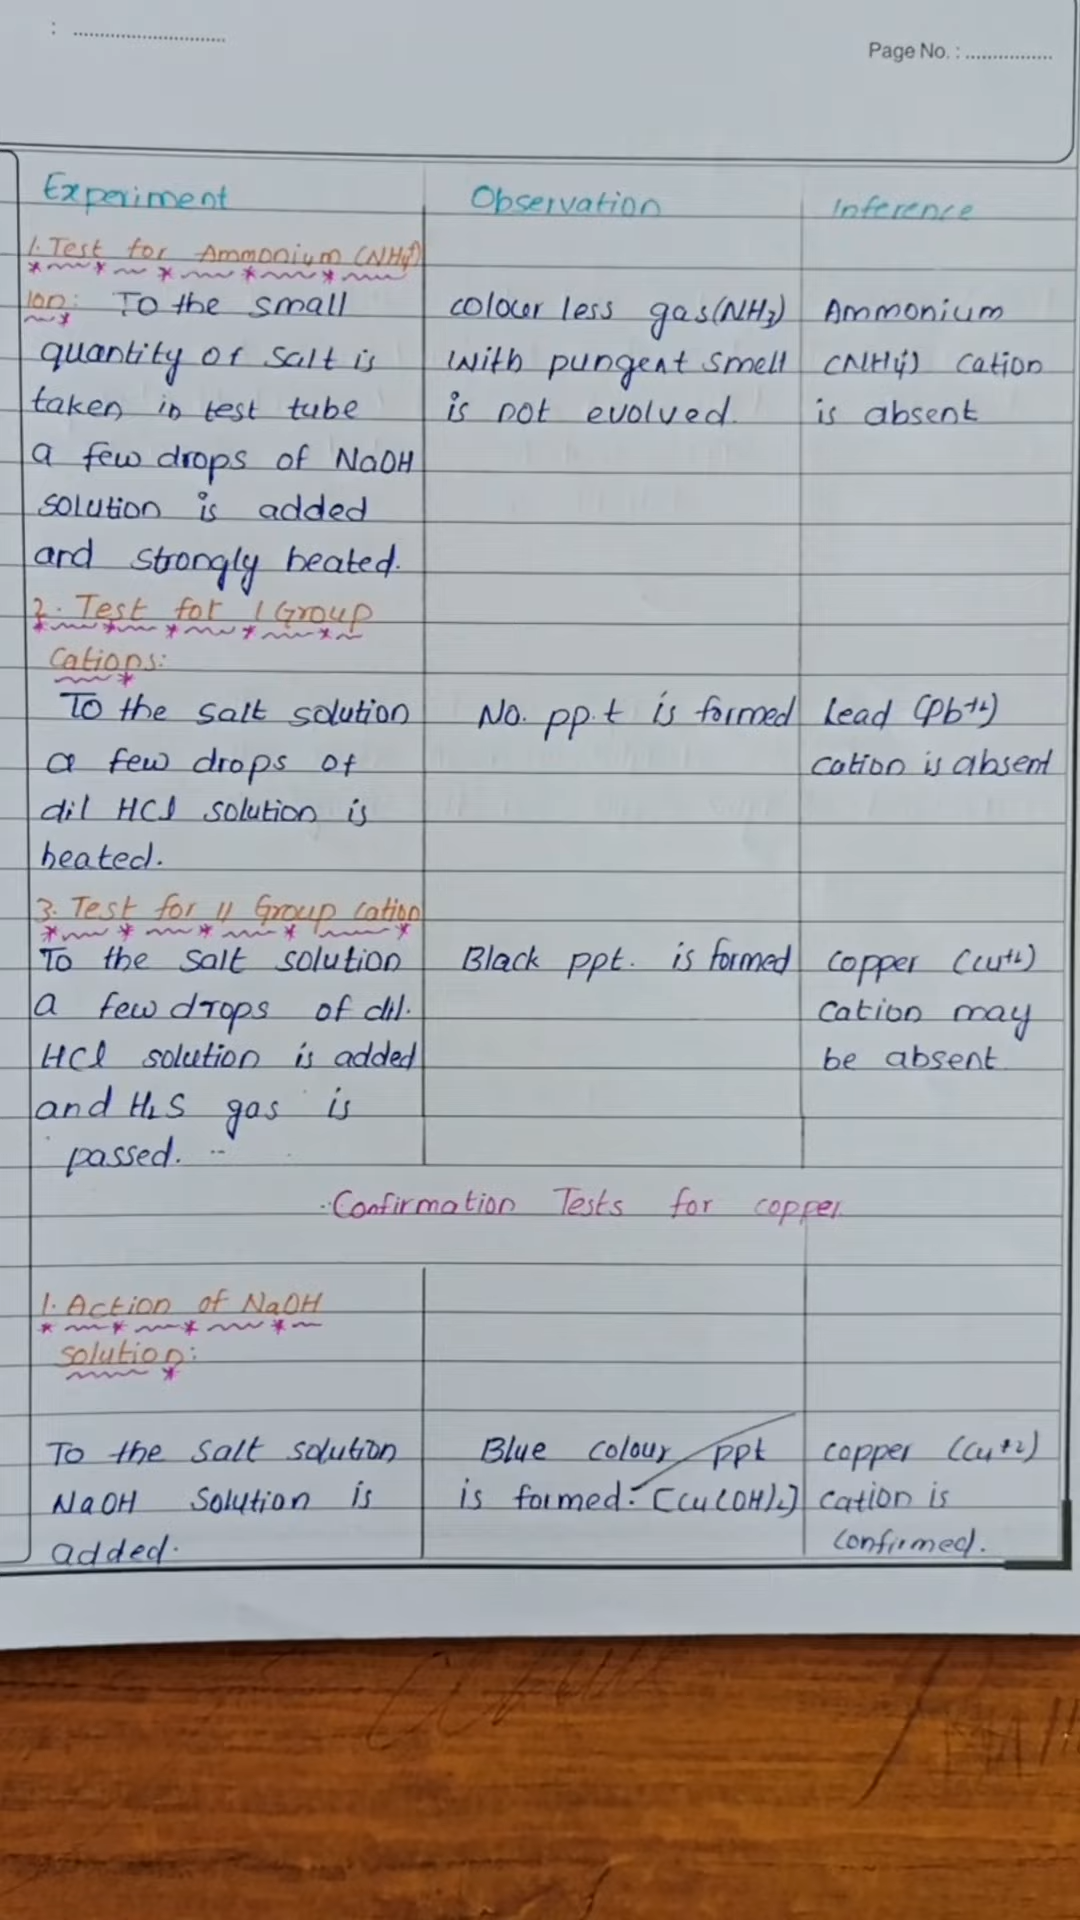 : ............................
Page No. : .................
Experiment Observation Inference
1. Test for Ammonium (NH4+)
Ion: To the small colour less gas (NH3) Ammonium
quantity of salt is with pungent smell (NH4+) cation
taken in test tube is not evolved. is absent
a few drops of NaOH
solution is added
and strongly heated.
2. Test for I Group
Cations:
To the salt solution No. pp.t is formed Lead (Pb+2)
a few drops of cation is absent
dil HCl solution is
heated.
3. Test for II Group Cation
To the salt solution Black ppt. is formed copper (Cu+2)
a few drops of dil. Cation may
HCl solution is added be absent
and H2S gas is
passed.
Confirmation Tests for copper.
1. Action of NaOH
solution:
To the salt solution Blue colour ppt copper (Cu+2)
NaOH Solution is is formed. [Cu(OH)2] cation is
added. confirmed.